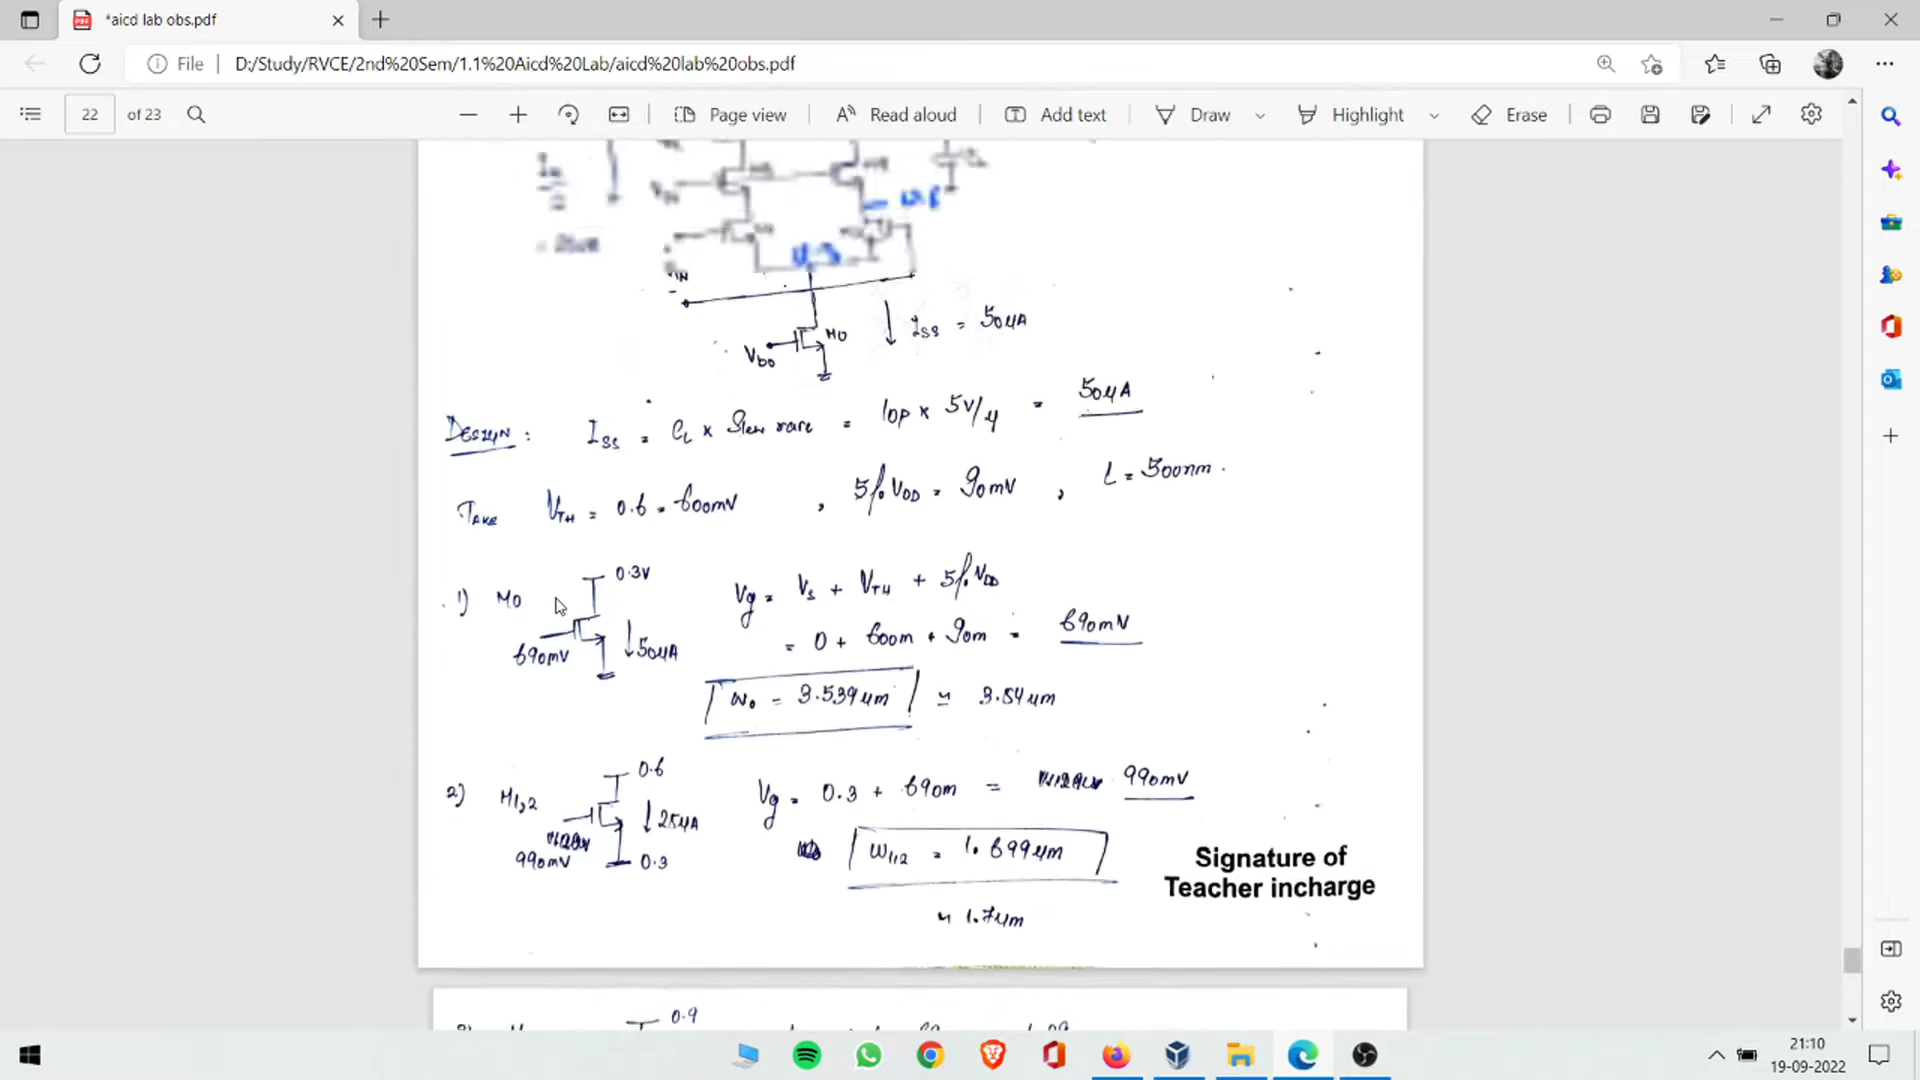 *aicd lab obs.pdf
File D:/Study/RVCE/2nd%20Sem/1.1%20Aicd%20Lab/aicd%20lab%20obs.pdf
22 of 23 Page view Read aloud Add text Draw Highlight Erase
IN
Vb0 M0 ISS = 50μA
DESIGN : ISS = CL × Slew rate = 10p × 5V/μ = 50μA
TAKE VTH = 0.6 = 600mV , 5% VDD = 90mV , L = 500nm.
1) M0 0.3V Vg = VS + VTH + 5% VDD
690mV 50μA = 0 + 600m + 90m = 690mV
W0 = 3.539μm ≃ 3.54μm
2) M1,2 0.6 25μA Vg = 0.3 + 690m = 990mV
990mV 0.3 W1,2 = 1.699μm
Signature of
Teacher incharge
≃ 1.7μm
0.9
21:10
19-09-2022